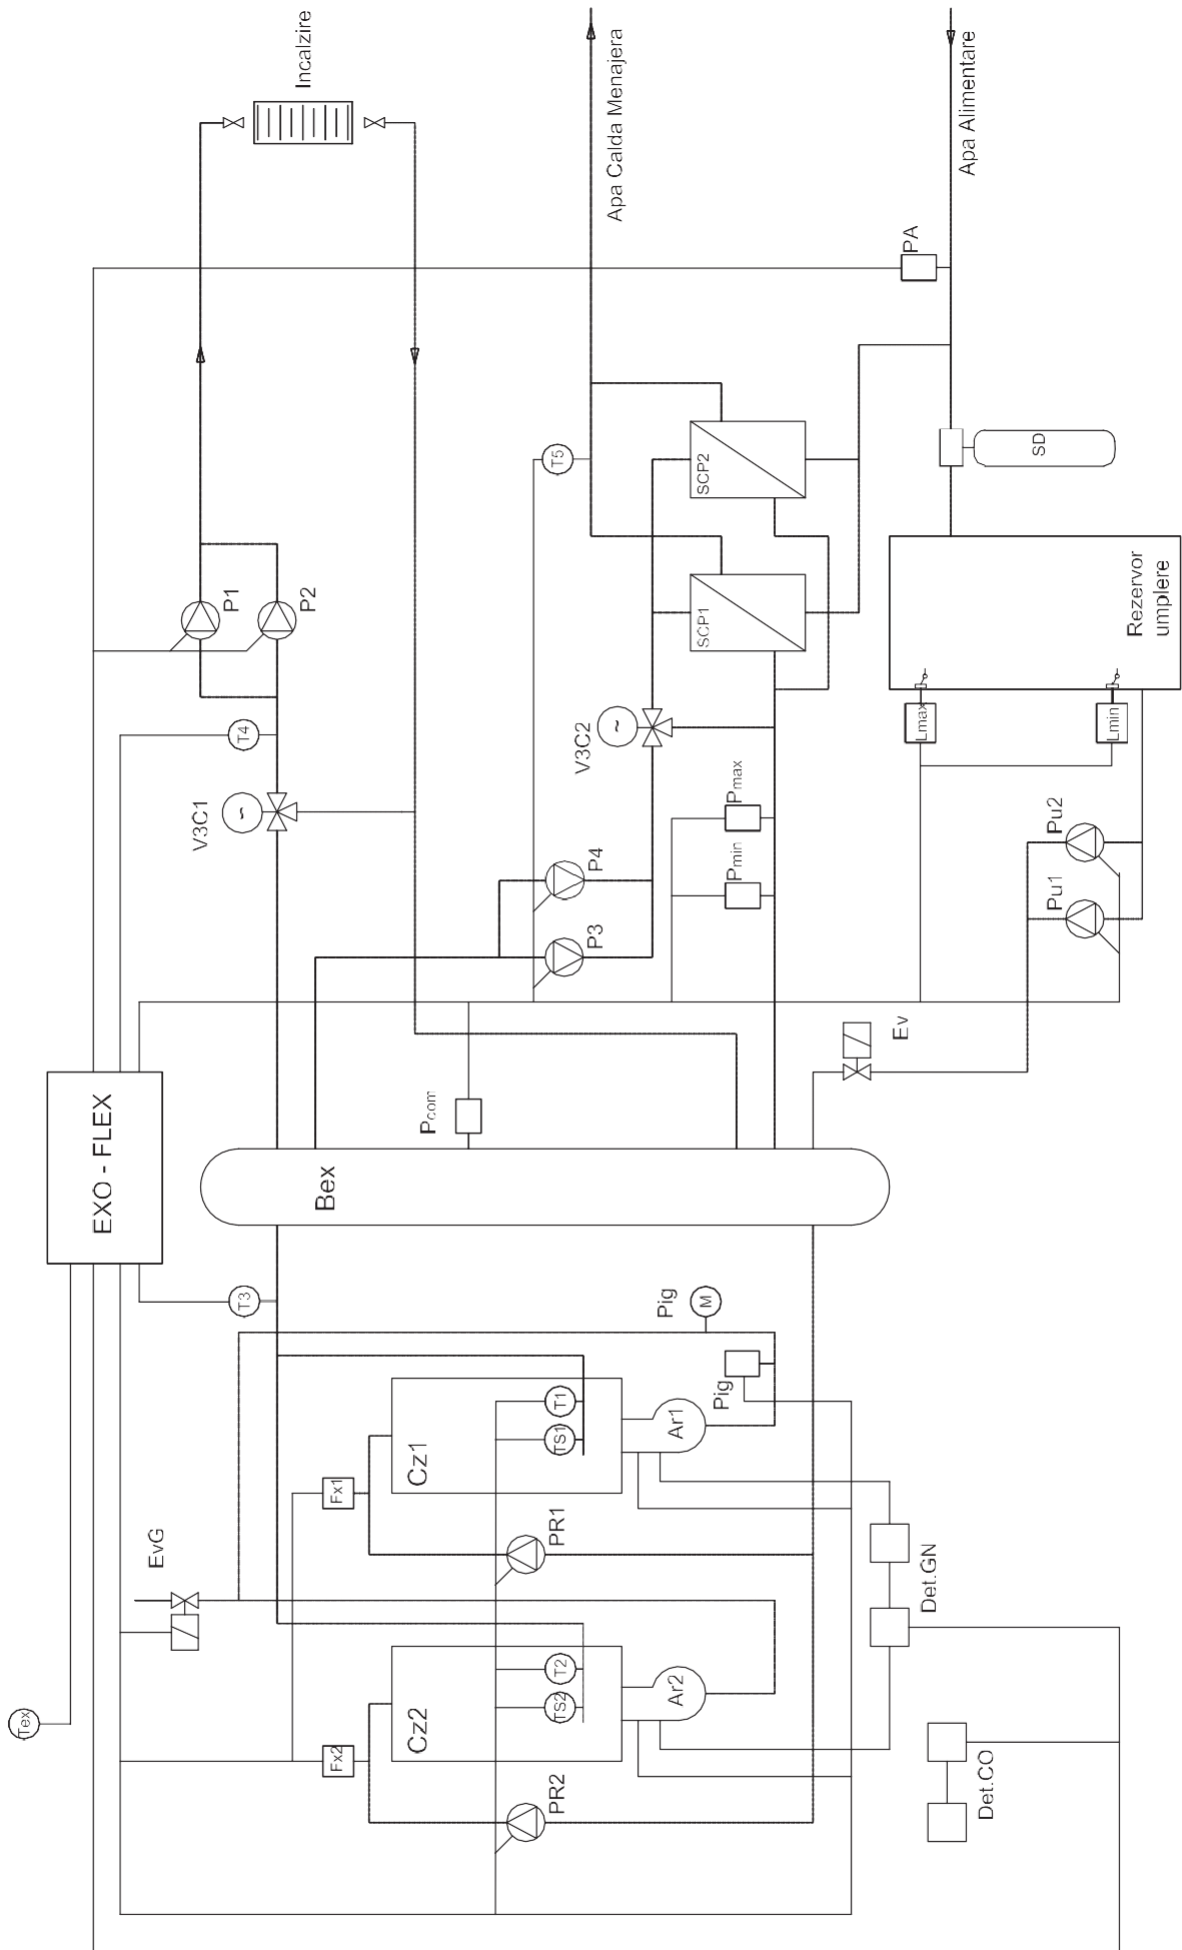 Tex
EXO - FLEX
EvG
Fx2
Fx1
T3
V3C1
T4
P1
P2
Incalzire
Cz2
TS2
T2
Ar2
PR2
Cz1
TS1
T1
Ar1
PR1
Pig
M
Pig
Bex
Pcom
P3
P4
V3C2
~
~
T5
Apa Calda Menajera
Pmin
Pmax
SCP1
SCP2
PA
Apa Alimentare
SD
Rezervor
umplere
Lmax
Lmin
Pu1
Pu2
Ev
Det.GN
Det.CO